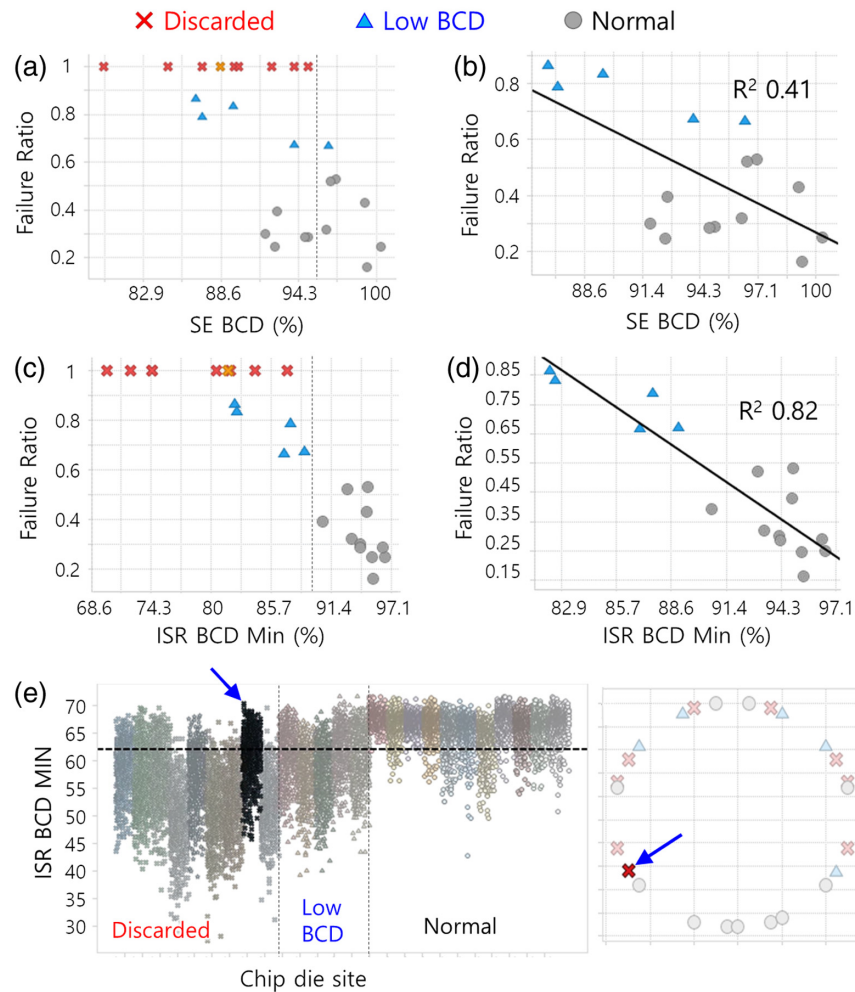 Discarded Low BCD Normal
(a)
1
0.8
0.6
0.4
0.2
Failure Ratio
82.9 88.6 94.3 100
SE BCD (%)
(b)
R² 0.41
0.8
0.6
0.4
0.2
Failure Ratio
88.6 91.4 94.3 97.1 100
SE BCD (%)
(c)
1
0.8
0.6
0.4
0.2
Failure Ratio
68.6 74.3 80 85.7 91.4 97.1
ISR BCD Min (%)
(d)
R² 0.82
0.85
0.75
0.65
0.55
0.45
0.35
0.25
0.15
Failure Ratio
82.9 85.7 88.6 91.4 94.3 97.1
ISR BCD Min (%)
(e)
70
65
60
55
50
45
40
35
30
ISR BCD MIN
Discarded
Low
BCD
Normal
Chip die site